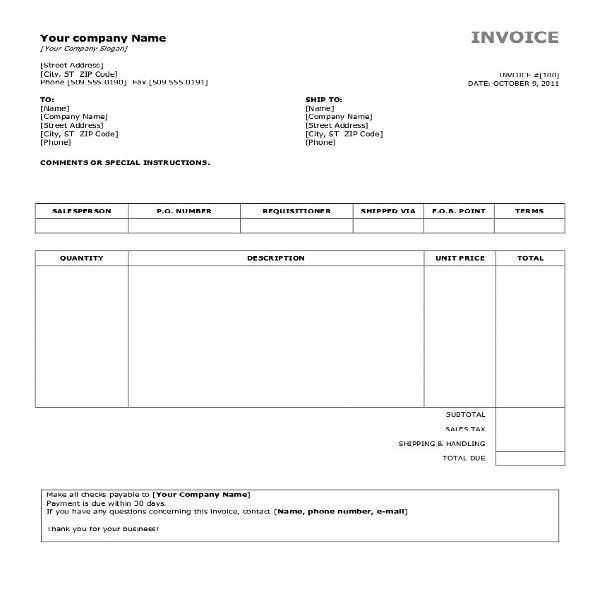 Your company Name
INVOICE
[Your Company Slogan]
[Street Address]
[City, ST  ZIP Code]
INVOICE #[100]
Phone [509.555.0190]  Fax [509.555.0191]
DATE: OCTOBER 9, 2011
TO:
[Name]
[Company Name]
[Street Address]
[City, ST  ZIP Code]
[Phone]
SHIP TO:
[Name]
[Company Name]
[Street Address]
[City, ST  ZIP Code]
[Phone]
COMMENTS OR SPECIAL INSTRUCTIONS.
SALESPERSON P.O. NUMBER REQUISITIONER SHIPPED VIA F.O.B. POINT TERMS
QUANTITY DESCRIPTION UNIT PRICE TOTAL
SUBTOTAL
SALES TAX
SHIPPING & HANDLING
TOTAL DUE
Make all checks payable to [Your Company Name]
Payment is due within 30 days.
If you have any questions concerning this invoice, contact [Name, phone number, e-mail]
Thank you for your business!